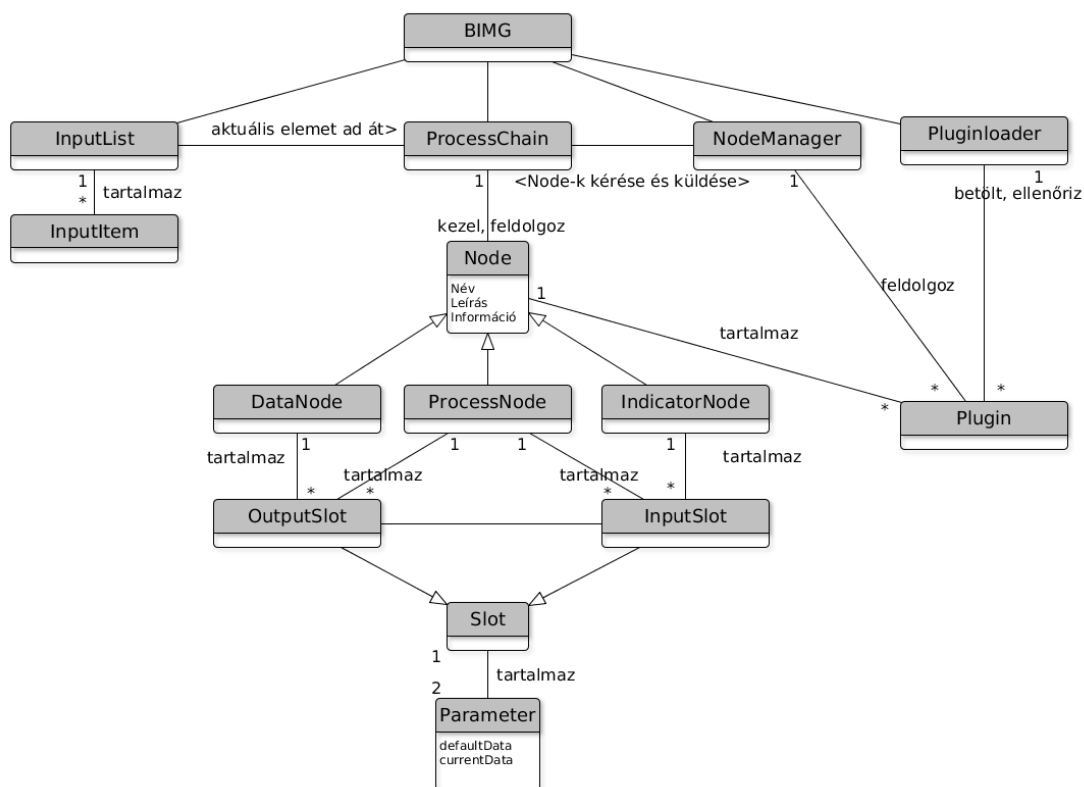 BIMG
InputList
aktuális elemet ad át>
ProcessChain
NodeManager
Pluginloader
1
tartalmaz
*
InputItem
1
<Node-k kérése és küldése>
1
1
betölt, ellenőriz
kezel, feldolgoz
Node
Név
Leírás
Információ
1
feldolgoz
tartalmaz
DataNode
ProcessNode
IndicatorNode
*
*
*
Plugin
1
1
1
1
tartalmaz
tartalmaz
tartalmaz
tartalmaz
*
*
*
*
OutputSlot
InputSlot
Slot
1
tartalmaz
2
Parameter
defaultData
currentData